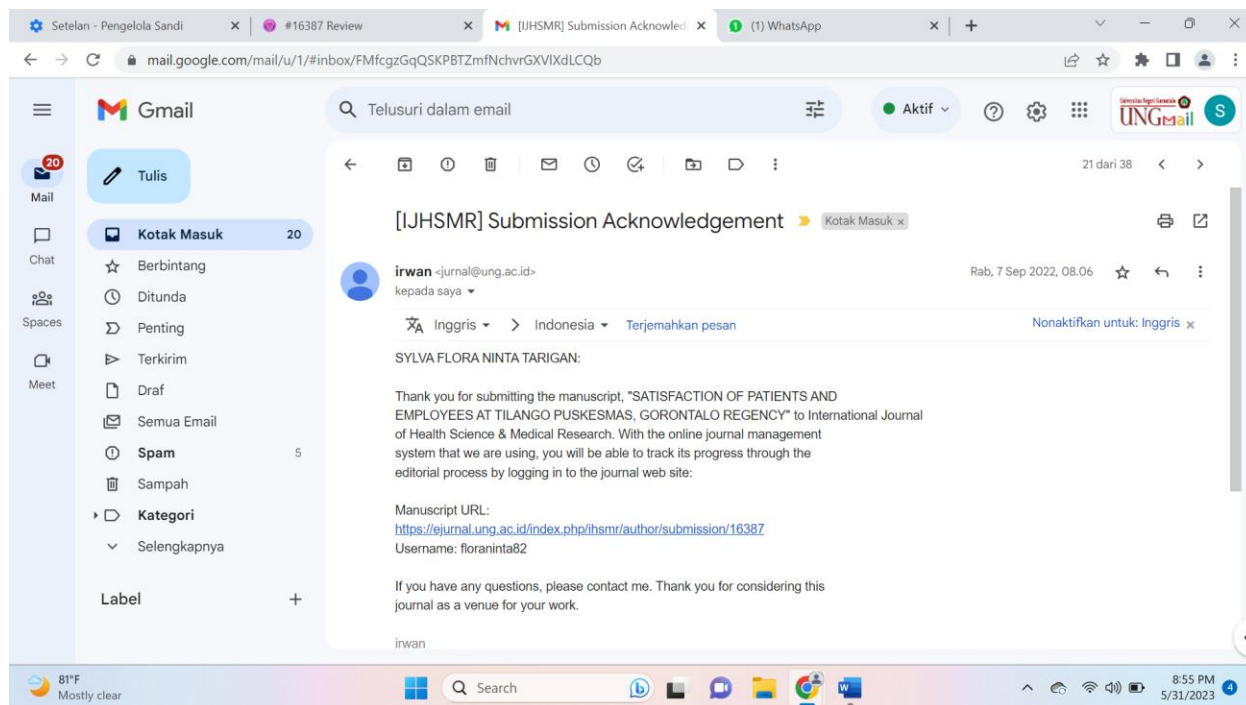 Setelan - Pengelola Sandi
#16387 Review
[IJHSMR] Submission Acknowled
(1) WhatsApp
mail.google.com/mail/u/1/#inbox/FMfcgzGqQSKPBTZmfNchvrGXVlXdLCQb
Gmail
Telusuri dalam email
Aktif
Universitas Negeri Gorontalo
UNGMail
S
20
Mail
Chat
Spaces
Meet
Tulis
Kotak Masuk 20
Berbintang
Ditunda
Penting
Terkirim
Draf
Semua Email
Spam 5
Sampah
Kategori
Selengkapnya
Label
21 dari 38
[IJHSMR] Submission Acknowledgement Kotak Masuk x
irwan <jurnal@ung.ac.id> Rab, 7 Sep 2022, 08.06
kepada saya
Inggris > Indonesia Terjemahkan pesan Nonaktifkan untuk: Inggris x
SYLVA FLORA NINTA TARIGAN:
Thank you for submitting the manuscript, "SATISFACTION OF PATIENTS AND
EMPLOYEES AT TILANGO PUSKESMAS, GORONTALO REGENCY" to International Journal
of Health Science & Medical Research. With the online journal management
system that we are using, you will be able to track its progress through the
editorial process by logging in to the journal web site:
Manuscript URL:
https://ejurnal.ung.ac.id/index.php/ihsmr/author/submission/16387
Username: floraninta82
If you have any questions, please contact me. Thank you for considering this
journal as a venue for your work.
irwan
81°F
Mostly clear
Search
8:55 PM
5/31/2023
4